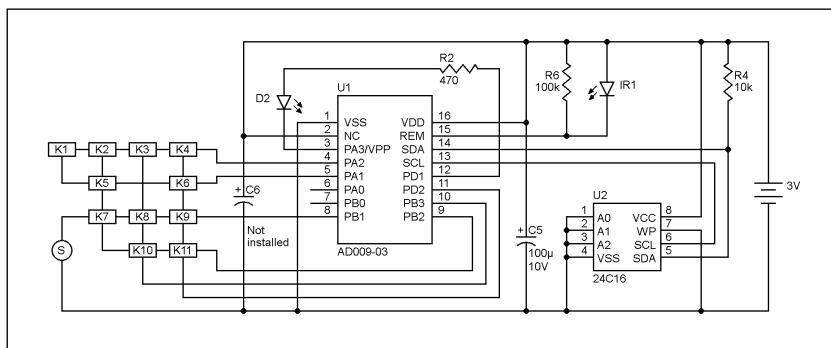 R2
470
D2
U1
1 VSS VDD 16
2 NC REM 15
3 PA3/VPP SDA 14
4 PA2 SCL 13
5 PA1 PD1 12
6 PA0 PD2 11
7 PB0 PB3 10
8 PB1 PB2 9
AD009-03
R6
100k
IR1
R4
10k
K1 K2 K3 K4
K5 K6
K7 K8 K9
K10 K11
S
+ C6
Not
installed
+ C5
100µ
10V
U2
1 A0 VCC 8
2 A1 WP 7
3 A2 SCL 6
4 VSS SDA 5
24C16
3V